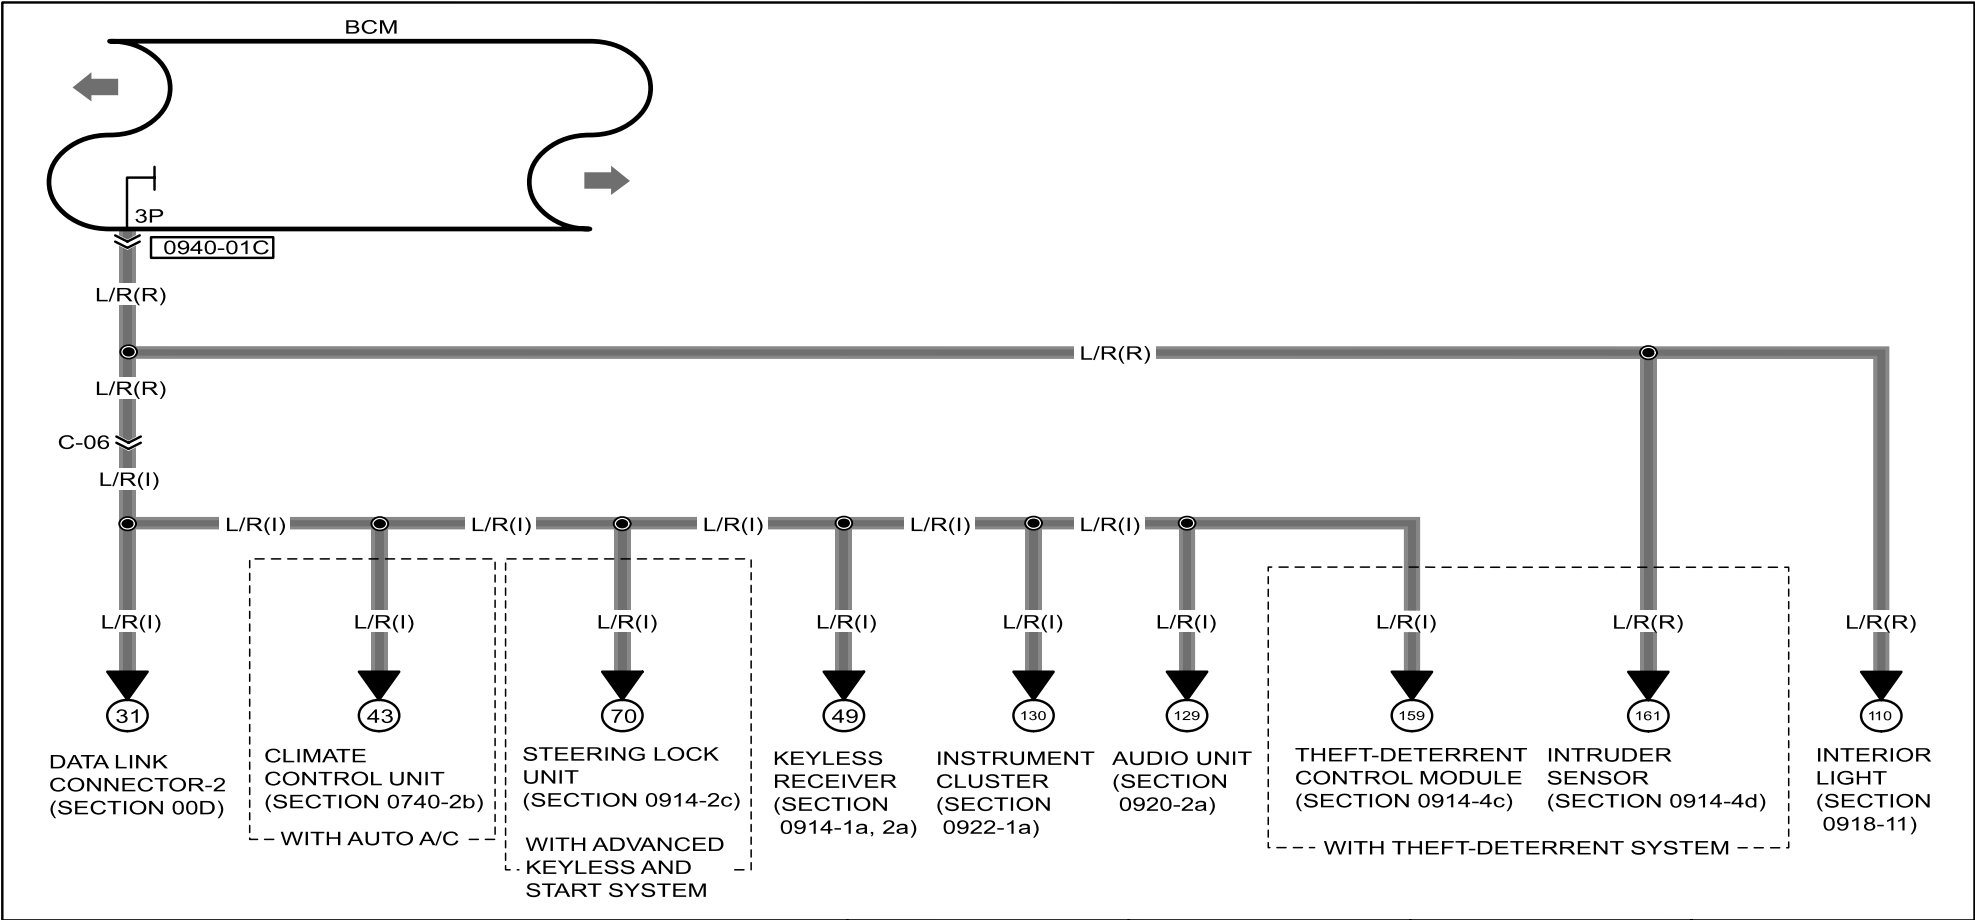 BCM
3P
0940-01C
L/R(R)
L/R(R)
L/R(R)
C-06
L/R(I)
L/R(I) L/R(I) L/R(I) L/R(I) L/R(I)
L/R(I) L/R(I) L/R(I) L/R(I) L/R(I) L/R(I) L/R(I) L/R(R) L/R(R)
31 43 70 49 130 129 159 161 110
DATA LINK
CONNECTOR-2
(SECTION 00D)
CLIMATE
CONTROL UNIT
(SECTION 0740-2b)
WITH AUTO A/C
STEERING LOCK
UNIT
(SECTION 0914-2c)
WITH ADVANCED
KEYLESS AND
START SYSTEM
KEYLESS
RECEIVER
(SECTION
0914-1a, 2a)
INSTRUMENT
CLUSTER
(SECTION
0922-1a)
AUDIO UNIT
(SECTION
0920-2a)
THEFT-DETERRENT
CONTROL MODULE
(SECTION 0914-4c)
INTRUDER
SENSOR
(SECTION 0914-4d)
WITH THEFT-DETERRENT SYSTEM
INTERIOR
LIGHT
(SECTION
0918-11)